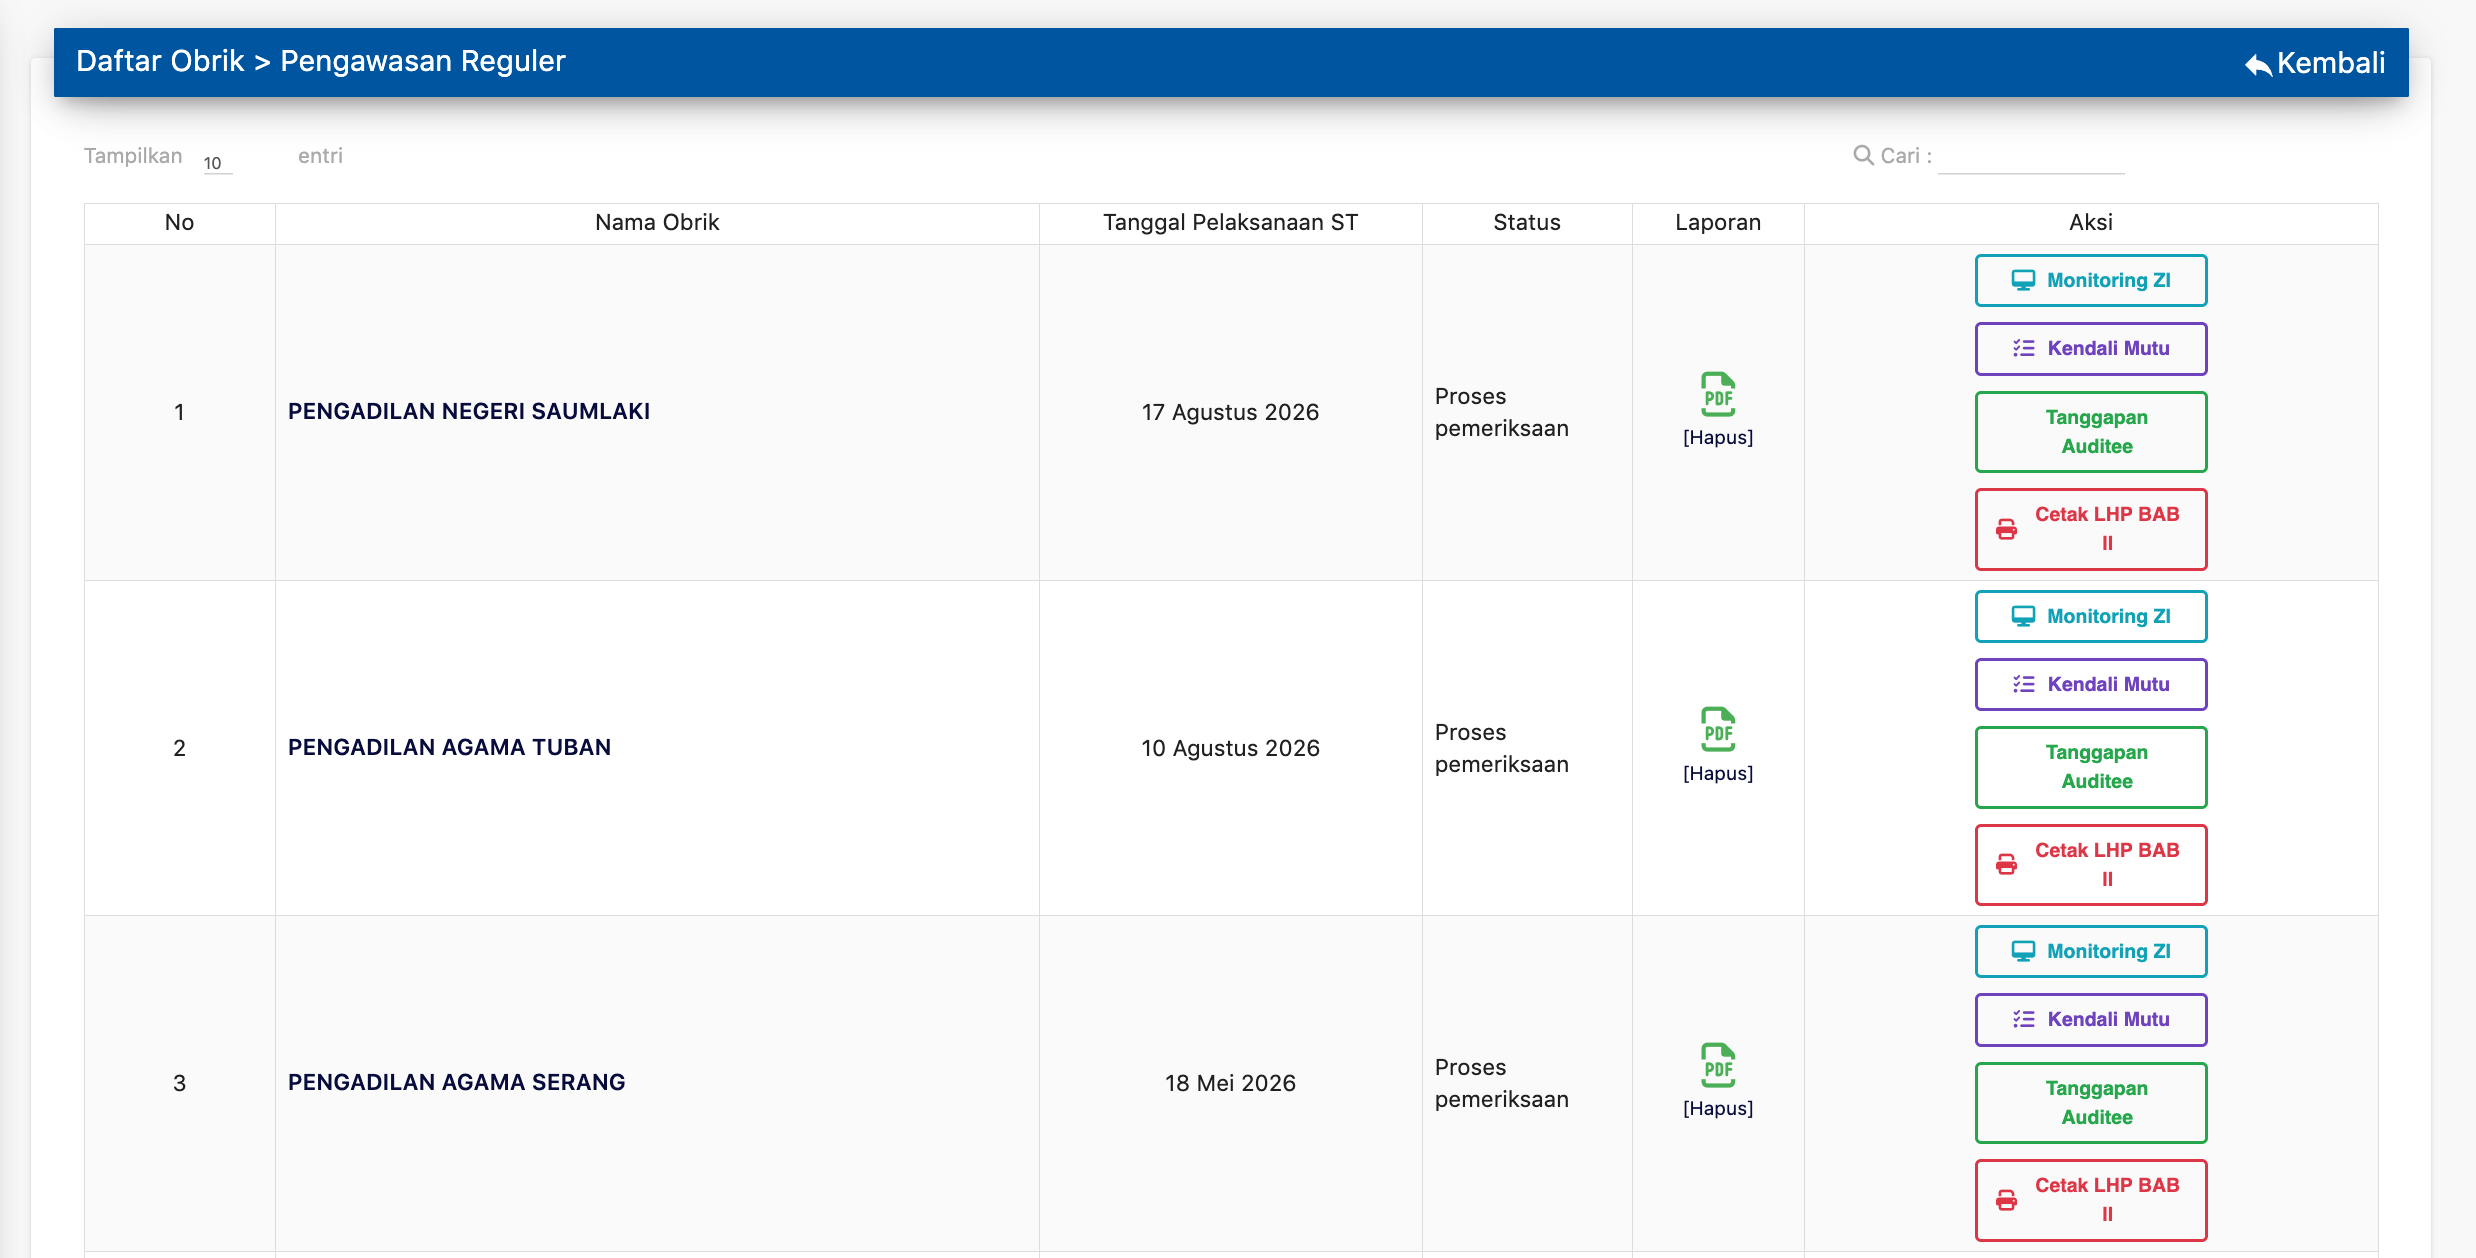 Daftar Obrik > Pengawasan Reguler
Kembali
Tampilkan 10 entri
Cari :
No Nama Obrik Tanggal Pelaksanaan ST Status Laporan Aksi
1 PENGADILAN NEGERI SAUMLAKI 17 Agustus 2026
Proses
pemeriksaan
PDF
[Hapus]
Monitoring ZI
Kendali Mutu
Tanggapan
Auditee
Cetak LHP BAB
II
2 PENGADILAN AGAMA TUBAN 10 Agustus 2026
Proses
pemeriksaan
PDF
[Hapus]
Monitoring ZI
Kendali Mutu
Tanggapan
Auditee
Cetak LHP BAB
II
3 PENGADILAN AGAMA SERANG 18 Mei 2026
Proses
pemeriksaan
PDF
[Hapus]
Monitoring ZI
Kendali Mutu
Tanggapan
Auditee
Cetak LHP BAB
II